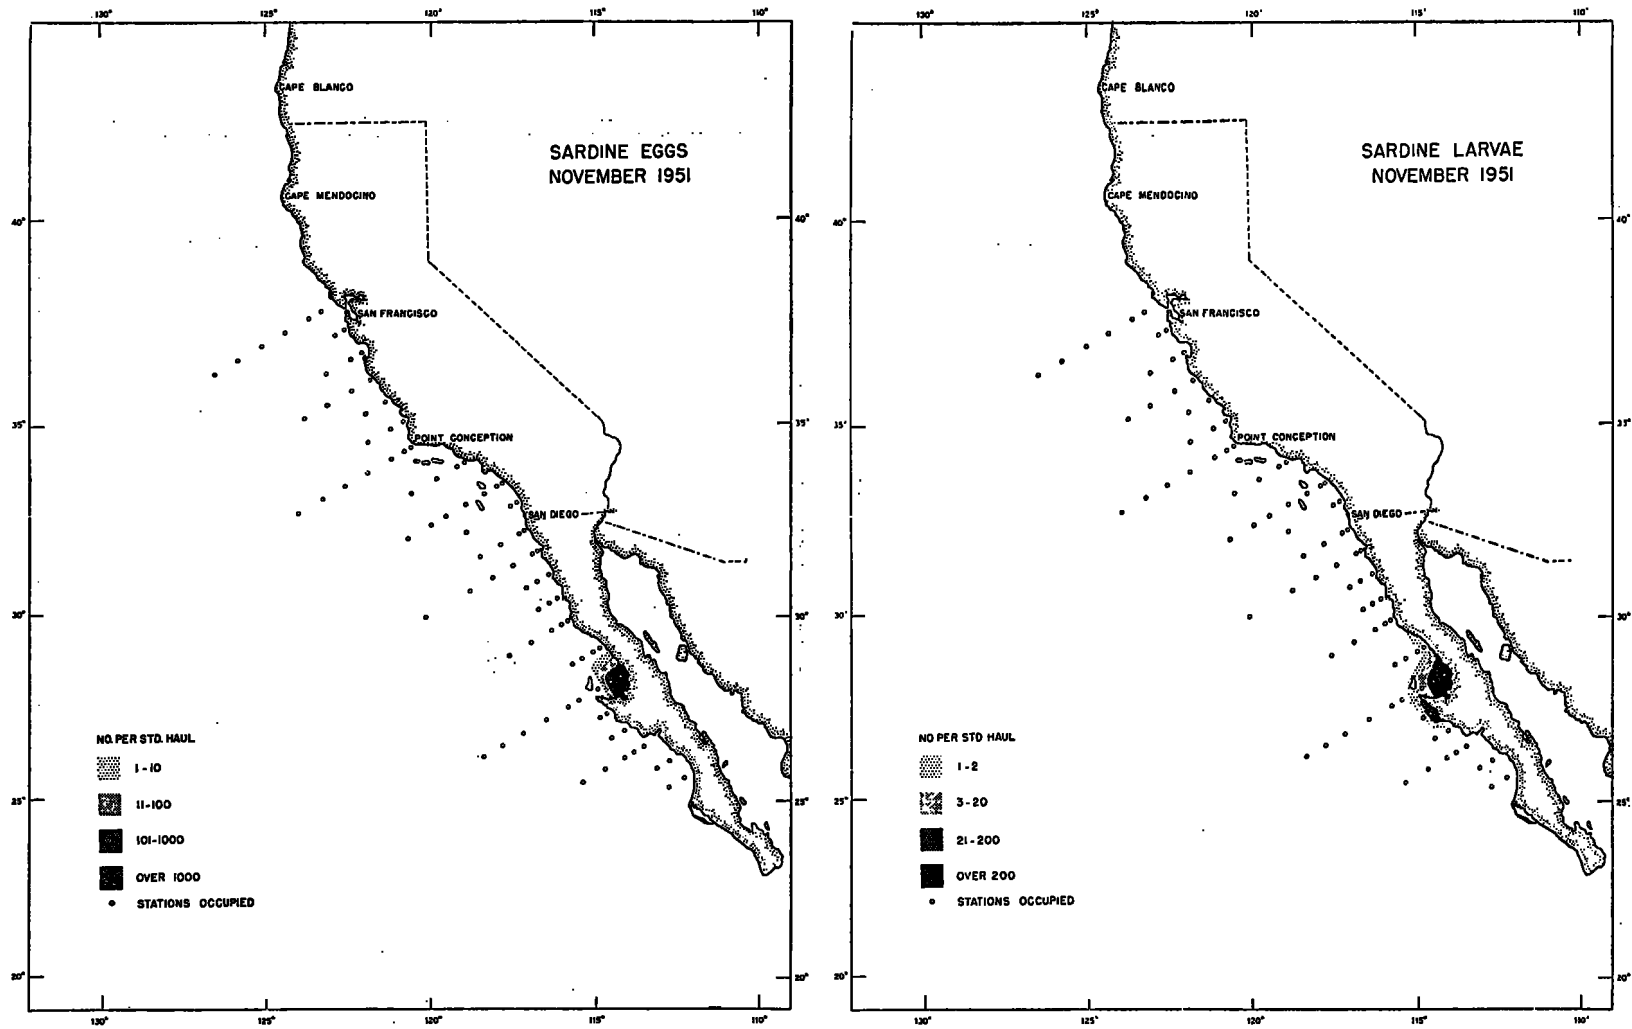 125° 120° 115° 110°
CAPE BLANCO
SARDINE EGGS
NOVEMBER 1951
CAPE MENDOCINO
40° 40°
SAN FRANCISCO
35° 35°
POINT CONCEPTION
SAN DIEGO
30° 30°
NO. PER STD. HAUL
1-10
11-100
25° 25°
101-1000
OVER 1000
STATIONS OCCUPIED
20° 20°
130° 125° 120° 115° 110°
125° 120° 115° 110°
CAPE BLANCO
SARDINE LARVAE
NOVEMBER 1951
CAPE MENDOCINO
40° 40°
SAN FRANCISCO
35° 35°
POINT CONCEPTION
SAN DIEGO
30° 30°
NO PER STD HAUL
1-2
3-20
25° 25°
21-200
OVER 200
STATIONS OCCUPIED
20° 20°
130° 125° 120° 115° 110°